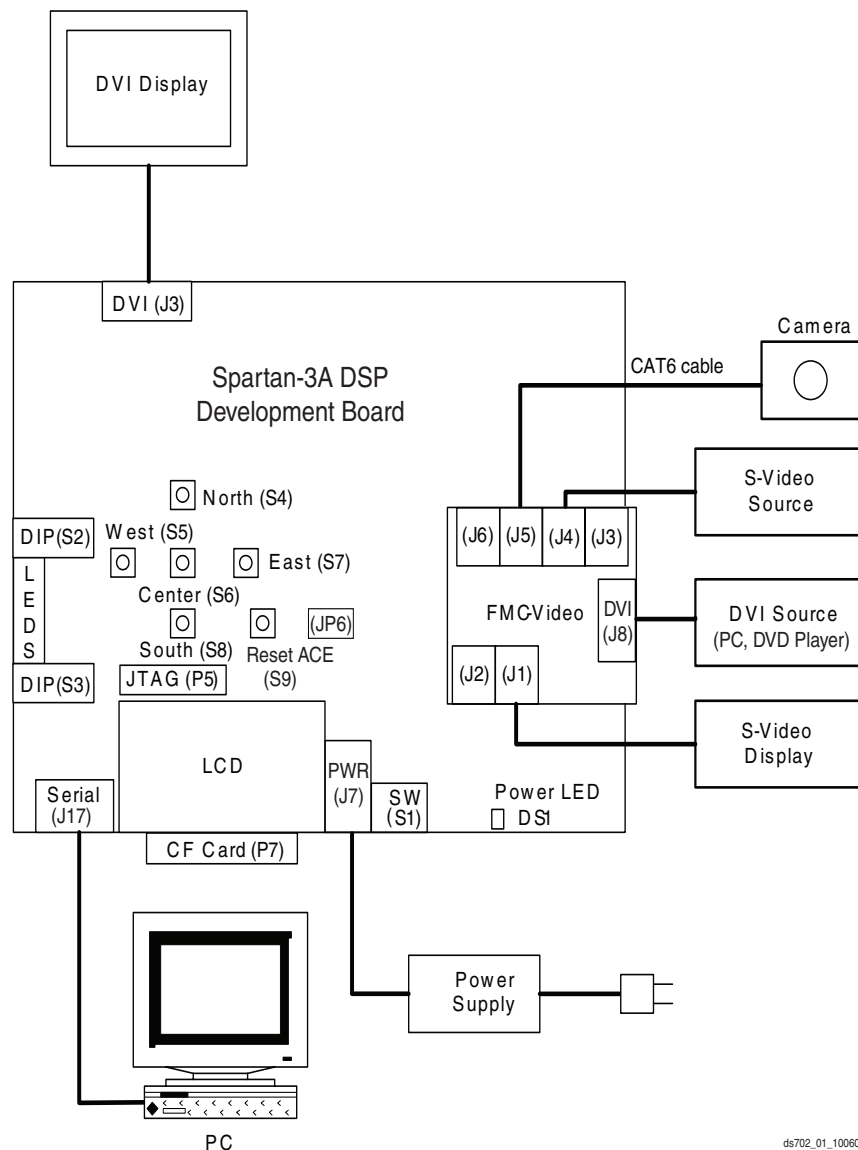 DVI Display
DVI (J3)
Camera
CAT6 cable
Spartan-3A DSP
Development Board
S-Video
Source
North (S4)
DIP(S2)
West (S5)
(J6)
(J5)
(J4)
(J3)
East (S7)
L
E
D
S
Center (S6)
FMC-Video
DVI
(J8)
DVI Source
(PC, DVD Player)
(JP6)
South (S8)
Reset ACE
(S9)
DIP(S3)
JTAG (P5)
(J2)
(J1)
S-Video
Display
LCD
PWR
(J7)
Serial
(J17)
SW
(S1)
Power LED
DS1
CF Card (P7)
Power
Supply
PC
ds702_01_10060